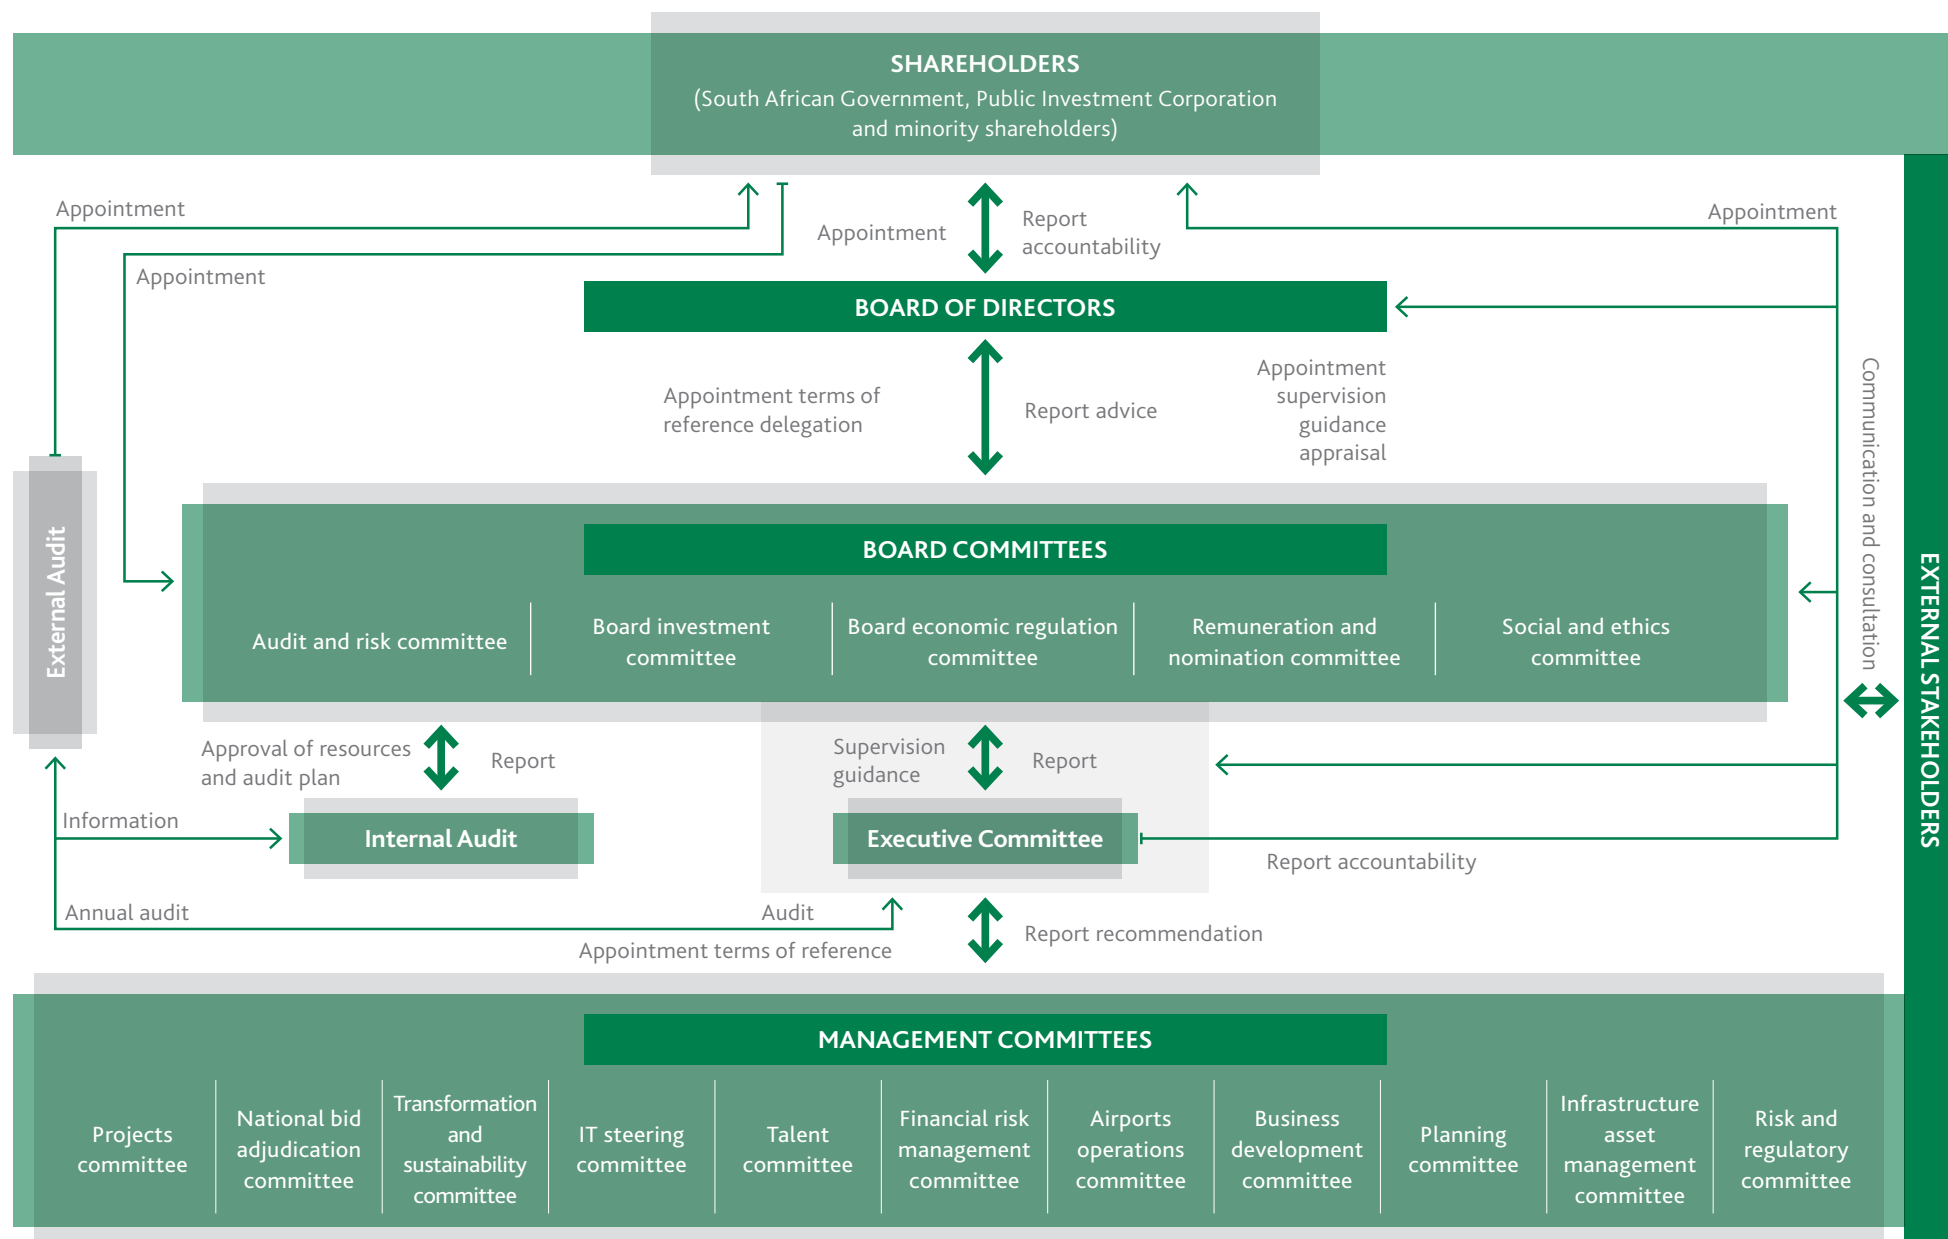 SHAREHOLDERS
(South African Government, Public Investment Corporation
and minority shareholders)
Appointment
Appointment
Appointment
Report
accountability
Appointment
BOARD OF DIRECTORS
Appointment terms of
reference delegation
Report advice
Appointment
supervision
guidance
appraisal
Communication and consultation
EXTERNAL STAKEHOLDERS
External Audit
BOARD COMMITTEES
Audit and risk committee
Board investment
committee
Board economic regulation
committee
Remuneration and
nomination committee
Social and ethics
committee
Approval of resources
and audit plan
Report
Supervision
guidance
Report
Information
Internal Audit
Executive Committee
Report accountability
Annual audit
Audit
Appointment terms of reference
Report recommendation
MANAGEMENT COMMITTEES
Projects
committee
National bid
adjudication
committee
Transformation
and
sustainability
committee
IT steering
committee
Talent
committee
Financial risk
management
committee
Airports
operations
committee
Business
development
committee
Planning
committee
Infrastructure
asset
management
committee
Risk and
regulatory
committee